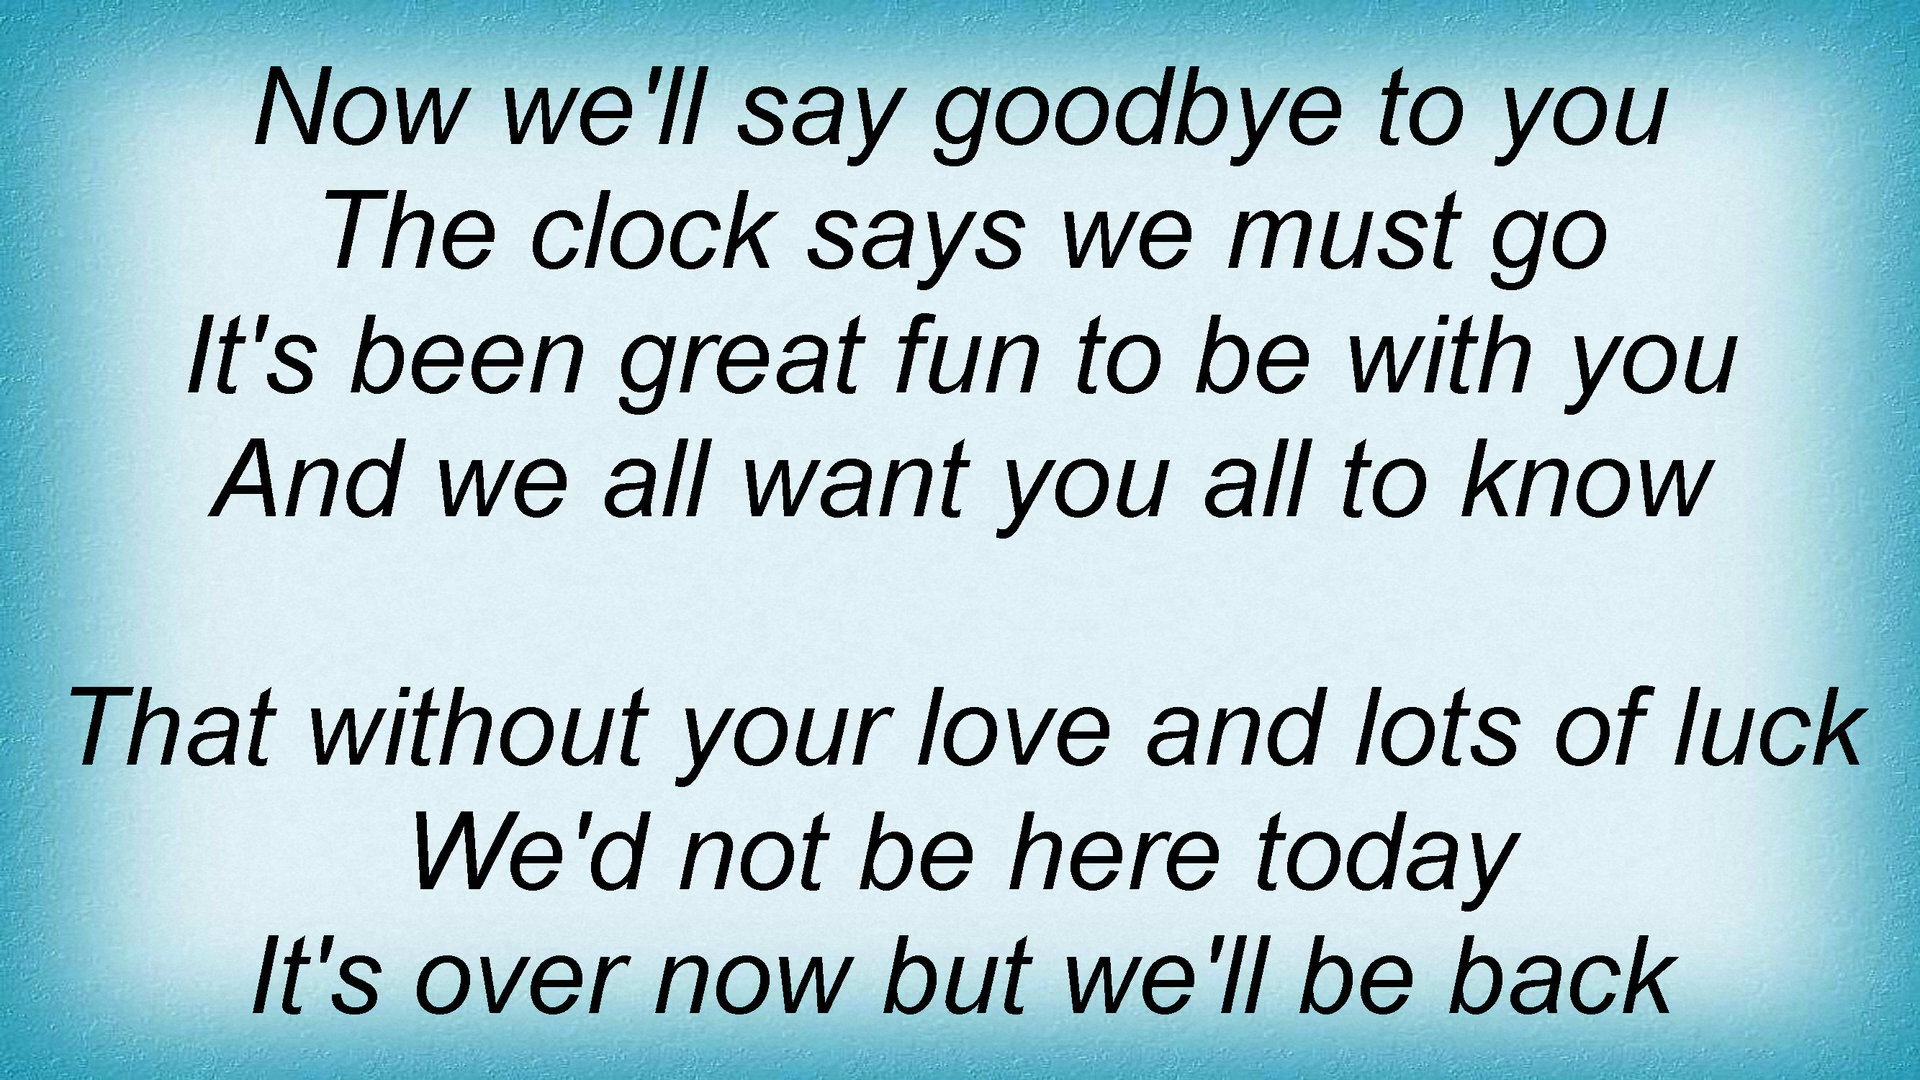 Now we'll say goodbye to you
The clock says we must go
It's been great fun to be with you
And we all want you all to know
That without your love and lots of luck
We'd not be here today
It's over now but we'll be back